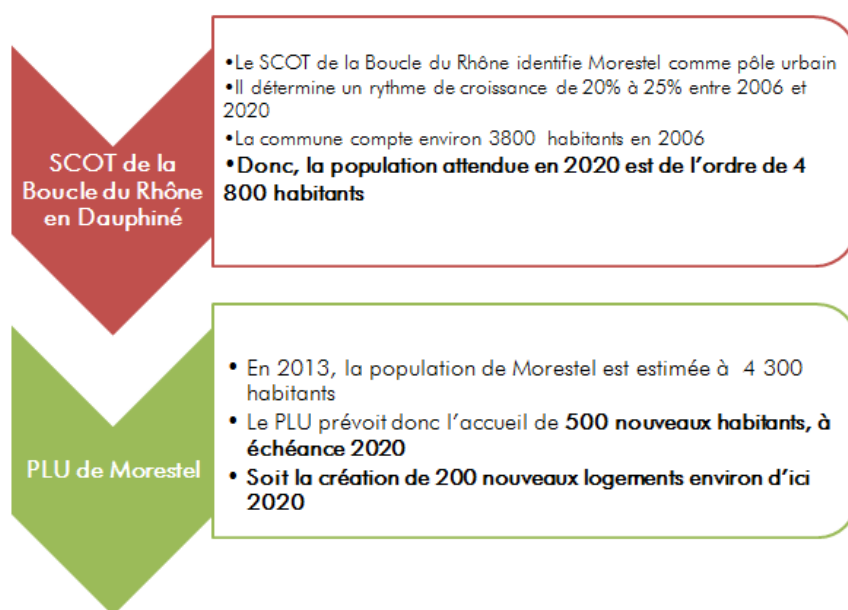 SCOT de la
Boucle du Rhône
en Dauphiné
•Le SCOT de la Boucle du Rhône identifie Morestel comme pôle urbain
•Il détermine un rythme de croissance de 20% à 25% entre 2006 et
2020
•La commune compte environ 3800 habitants en 2006
•Donc, la population attendue en 2020 est de l'ordre de 4
800 habitants
PLU de Morestel
• En 2013, la population de Morestel est estimée à 4 300
habitants
• Le PLU prévoit donc l'accueil de 500 nouveaux habitants, à
échéance 2020
• Soit la création de 200 nouveaux logements environ d'ici
2020